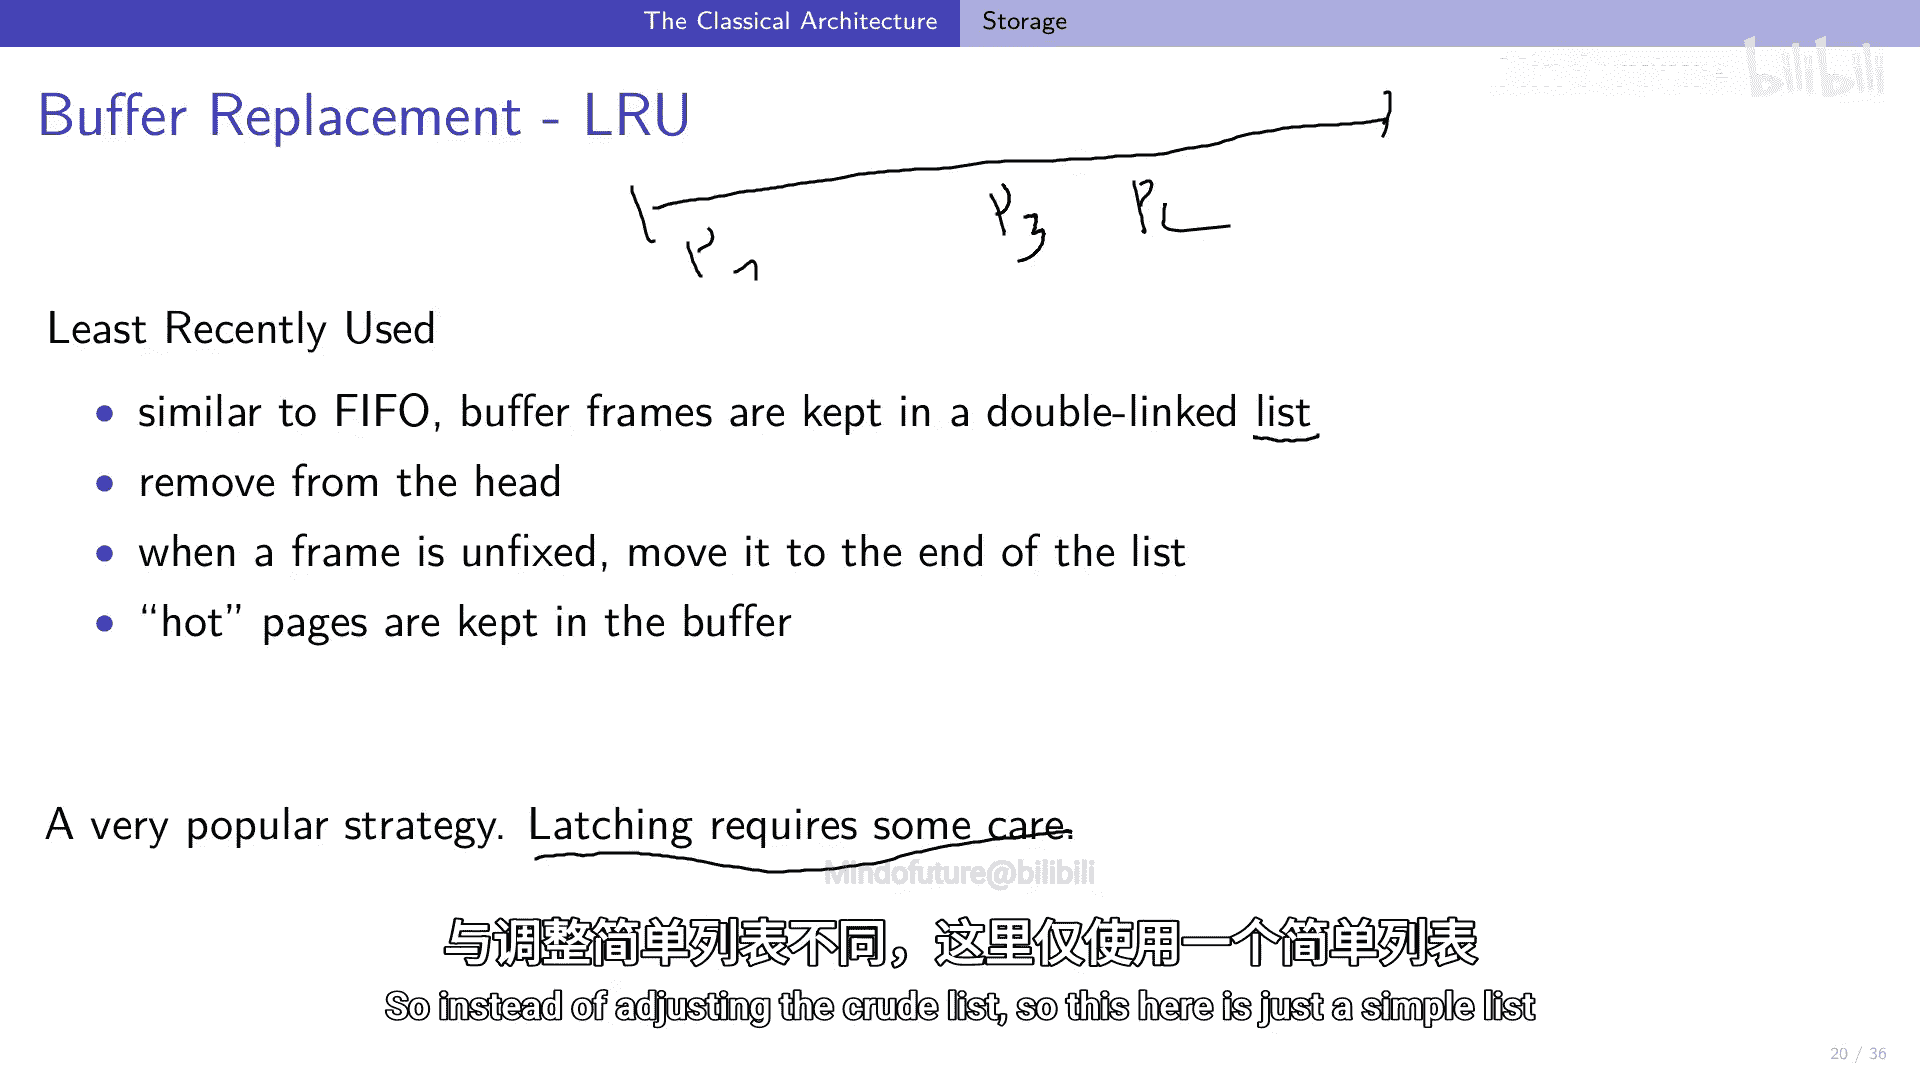 The Classical Architecture Storage
bilibili
Buffer Replacement - LRU
P1 P3 P2
Least Recently Used
• similar to FIFO, buffer frames are kept in a double-linked list
• remove from the head
• when a frame is unfixed, move it to the end of the list
• “hot” pages are kept in the buffer
A very popular strategy. Latching requires some care.
Mindofuture@bilibili
与调整简单列表不同，这里仅使用一个简单列表
So instead of adjusting the crude list, so this here is just a simple list
20 / 36